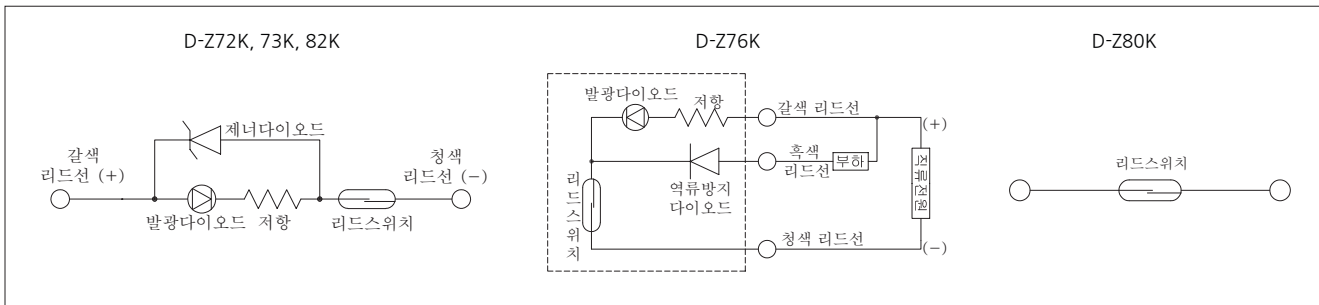 D-Z72K, 73K, 82K
제너다이오드
갈색
리드선 (+)
청색
리드선 (-)
발광다이오드
저항
리드스위치
D-Z76K
발광다이오드
저항
갈색 리드선
(+)
흑색
리드선
부하
역류방지
다이오드
리드스위치
직류전원
청색 리드선
(-)
D-Z80K
리드스위치